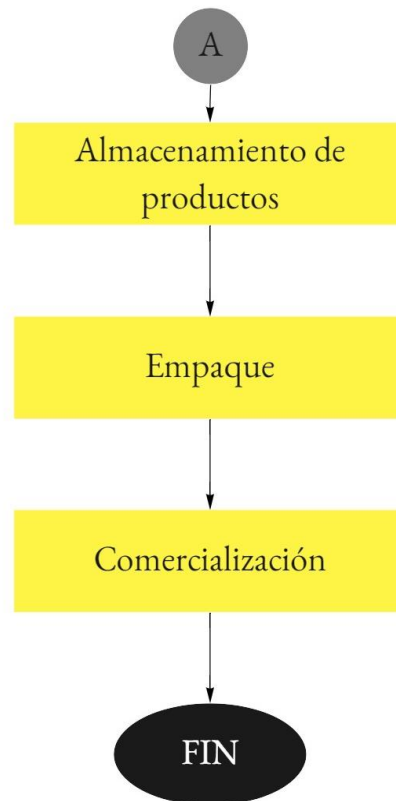 A
Almacenamiento de
productos
Empaque
Comercialización
FIN